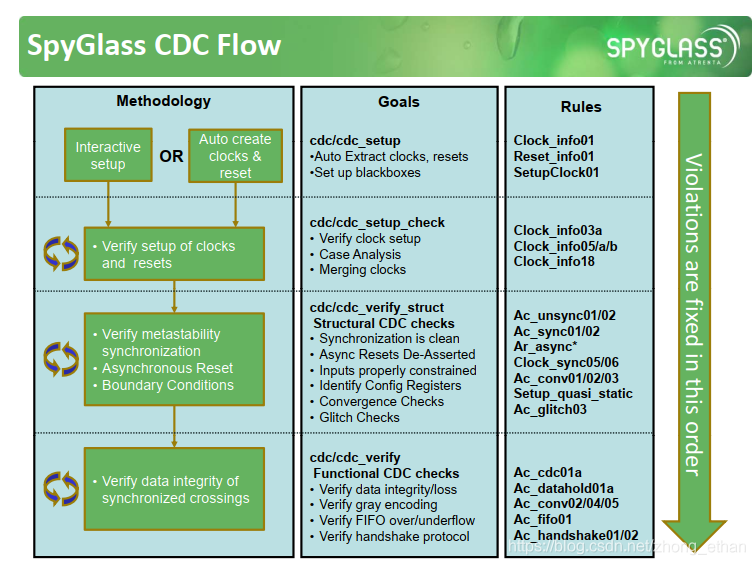 SpyGlass CDC Flow
SPYGLASS®
FROM ATRENTA
Methodology
Interactive
setup
OR
Auto create
clocks &
reset
• Verify setup of clocks
and resets
• Verify metastability
synchronization
• Asynchronous Reset
• Boundary Conditions
• Verify data integrity of
synchronized crossings
Goals
cdc/cdc_setup
•Auto Extract clocks, resets
•Set up blackboxes
cdc/cdc_setup_check
• Verify clock setup
• Case Analysis
• Merging clocks
cdc/cdc_verify_struct
Structural CDC checks
• Synchronization is clean
• Async Resets De-Asserted
• Inputs properly constrained
• Identify Config Registers
• Convergence Checks
• Glitch Checks
cdc/cdc_verify
Functional CDC checks
• Verify data integrity/loss
• Verify gray encoding
• Verify FIFO over/underflow
• Verify handshake protocol
Rules
Clock_info01
Reset_info01
SetupClock01
Clock_info03a
Clock_info05/a/b
Clock_info18
Ac_unsync01/02
Ac_sync01/02
Ar_async*
Clock_sync05/06
Ac_conv01/02/03
Setup_quasi_static
Ac_glitch03
Ac_cdc01a
Ac_datahold01a
Ac_conv02/04/05
Ac_fifo01
Ac_handshake01/02
Violations are fixed in this order
https://blog.csdn.net/zhong_ethan